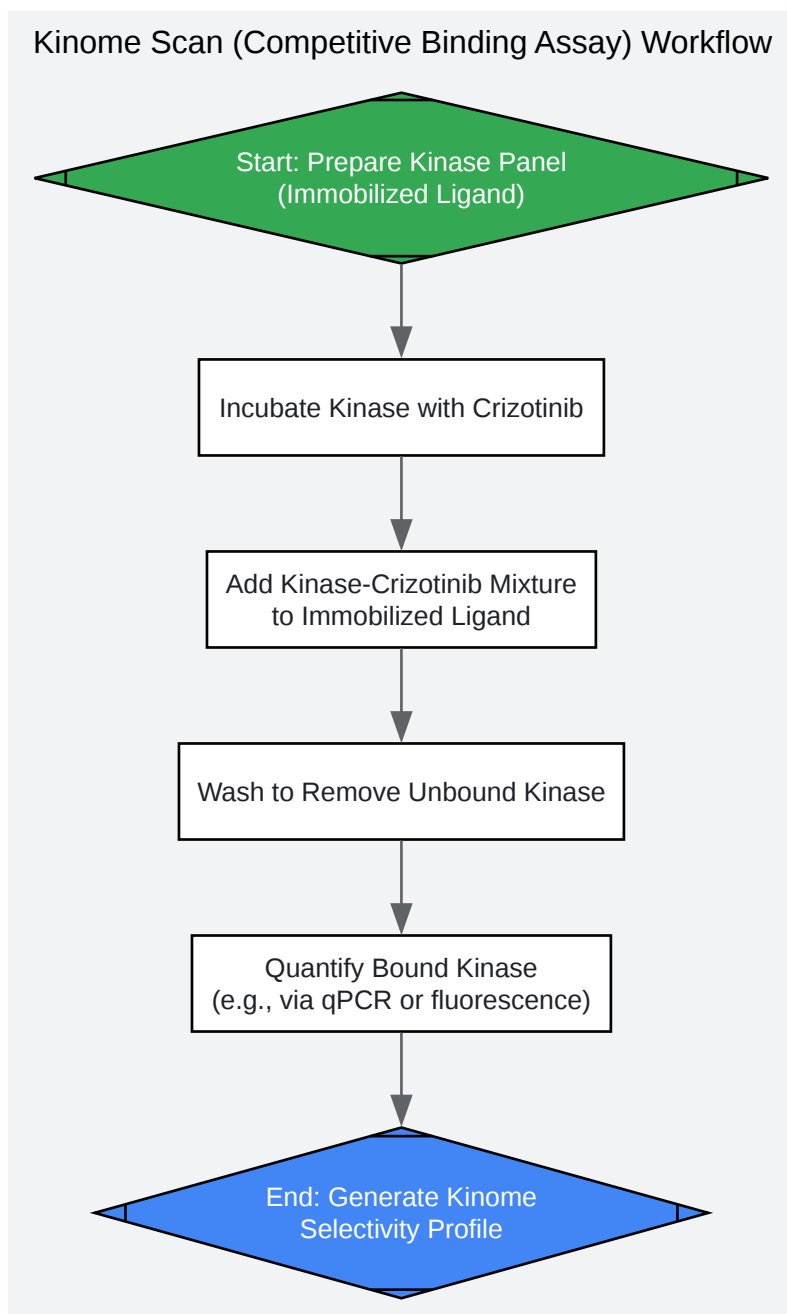 Kinome Scan (Competitive Binding Assay) Workflow
Start: Prepare Kinase Panel
(Immobilized Ligand)
Incubate Kinase with Crizotinib
Add Kinase-Crizotinib Mixture
to Immobilized Ligand
Wash to Remove Unbound Kinase
Quantify Bound Kinase
(e.g., via qPCR or fluorescence)
End: Generate Kinome
Selectivity Profile